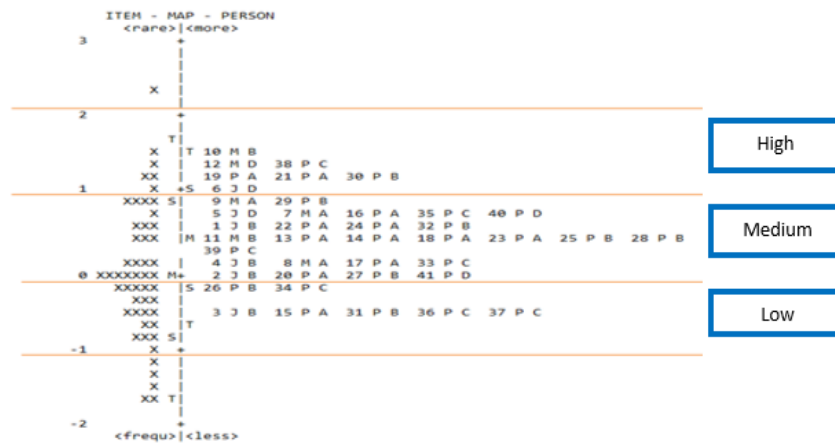 ITEM - MAP - PERSON
<rare>|<more>
3 +
|
|
|
X |
|
2 +
|
T|
X |T 10 M B
X | 12 M D 38 P C
XX | 19 P A 21 P A 30 P B
1 X +S 6 J D
XXXX S| 9 M A 29 P B
X | 5 J D 7 M A 16 P A 35 P C 40 P D
XXX | 1 J B 22 P A 24 P A 32 P B
XXX |M 11 M B 13 P A 14 P A 18 P A 23 P A 25 P B 28 P B
39 P C
XXXX | 4 J B 8 M A 17 P A 33 P C
0 XXXXXXX M+ 2 J B 20 P A 27 P B 41 P D
XXXXX |S 26 P B 34 P C
XXX |
XXXX | 3 J B 15 P A 31 P B 36 P C 37 P C
XX |T
XXX S|
-1 X +
X |
X |
X |
XX T|
|
-2 +
<frequ>|<less>
High
Medium
Low